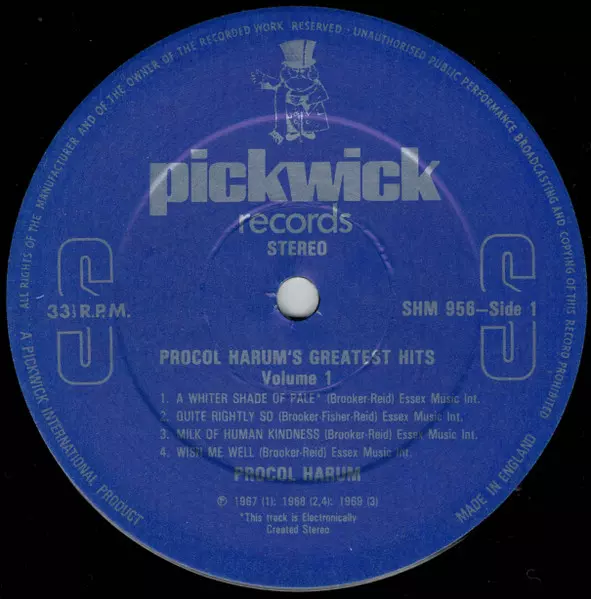 ALL RIGHTS OF THE MANUFACTURER AND OF THE OWNER OF THE RECORDED WORK RESERVED - UNAUTHORISED PUBLIC PERFORMANCE BROADCASTING AND COPYING OF THIS RECORD PROHIBITED
pickwick
records
STEREO
33⅓ R.P.M.
SHM 956-Side 1
PROCOL HARUM'S GREATEST HITS
Volume 1
1. A WHITER SHADE OF PALE* (Brooker-Reid) Essex Music Int.
2. QUITE RIGHTLY SO (Brooker-Fisher-Reid) Essex Music Int.
3. MILK OF HUMAN KINDNESS (Brooker-Reid) Essex Music Int.
4. WISH ME WELL (Brooker-Reid) Essex Music Int.
PROCOL HARUM
℗ 1967 (1): 1968 (2,4): 1969 (3)
*This track is Electronically
Created Stereo
A PICKWICK INTERNATIONAL PRODUCT
MADE IN ENGLAND